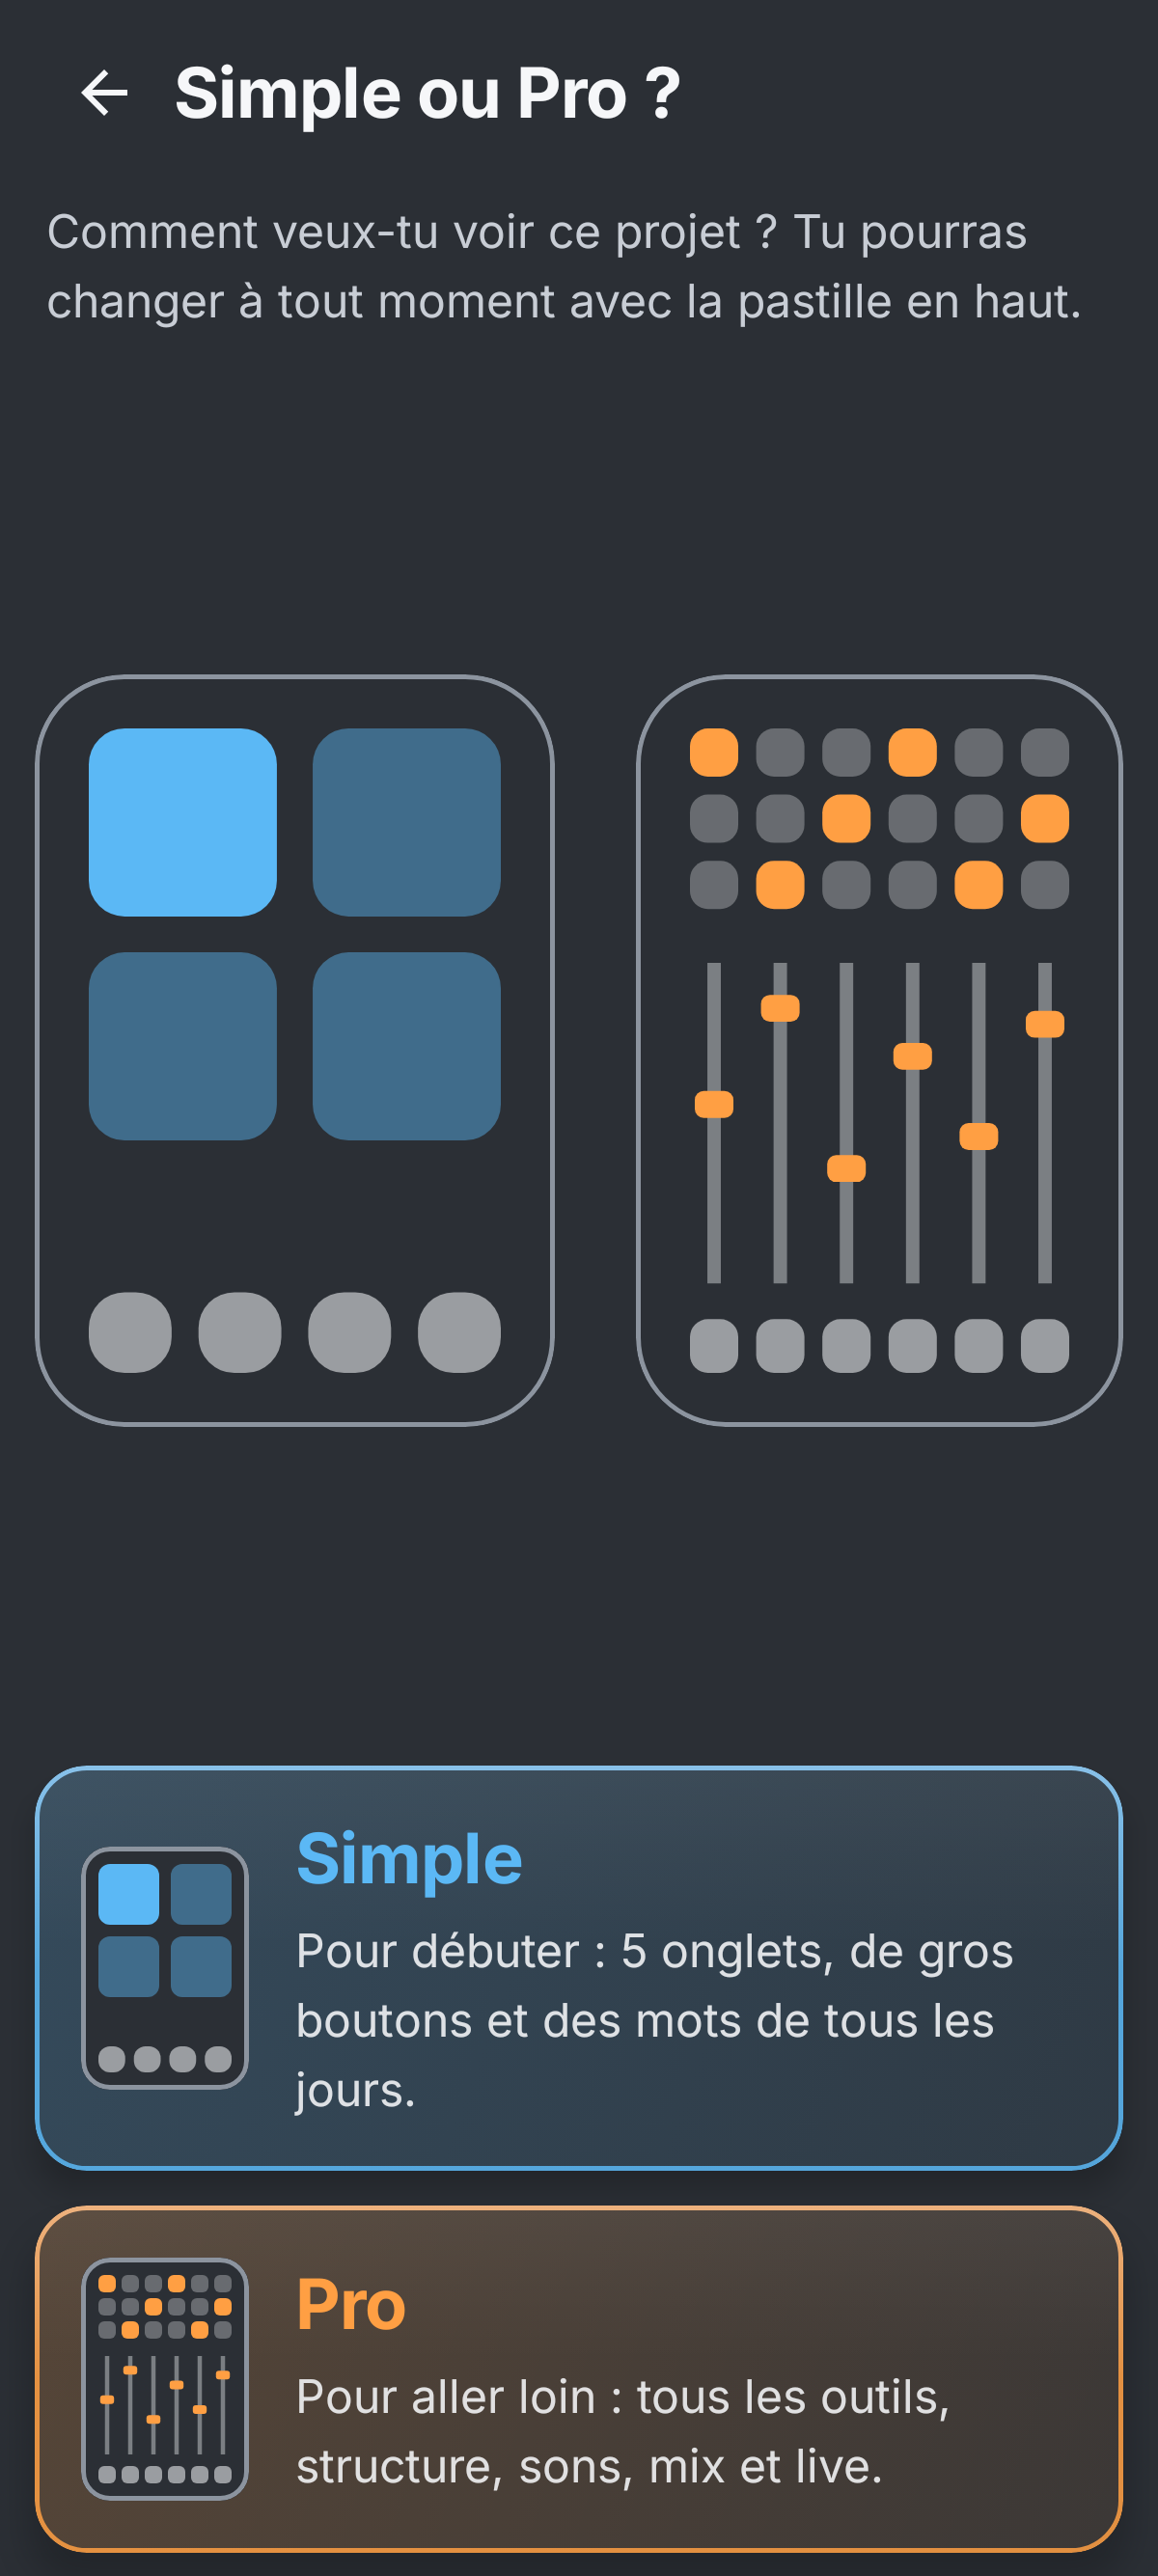 Simple ou Pro ?
Comment veux-tu voir ce projet ? Tu pourras
changer à tout moment avec la pastille en haut.
Simple
Pour débuter : 5 onglets, de gros
boutons et des mots de tous les
jours.
Pro
Pour aller loin : tous les outils,
structure, sons, mix et live.